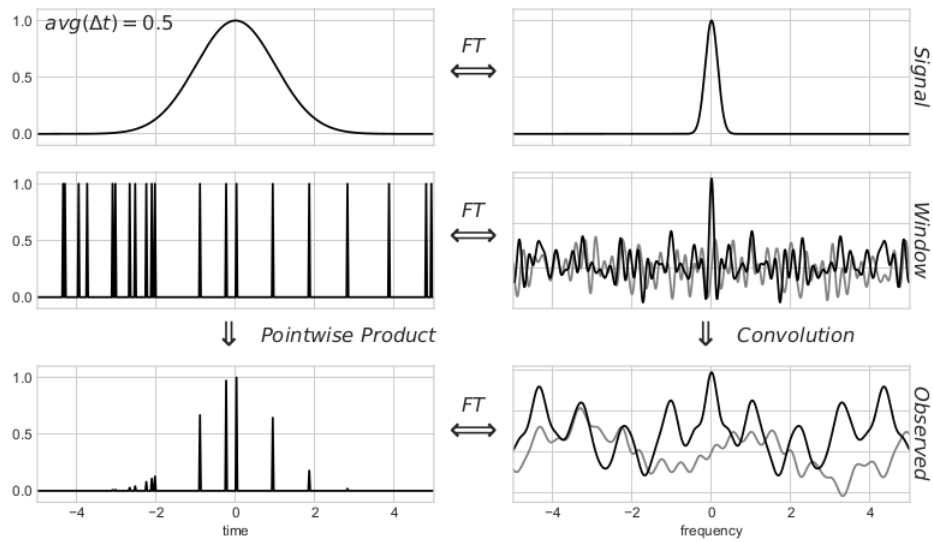 avg(Δt) = 0.5
1.0
0.5
0.0
FT
⇔
Signal
1.0
0.5
0.0
FT
⇔
Window
⇓ Pointwise Product
⇓ Convolution
1.0
0.5
0.0
FT
⇔
Observed
−4 −2 0 2 4
time
−4 −2 0 2 4
frequency